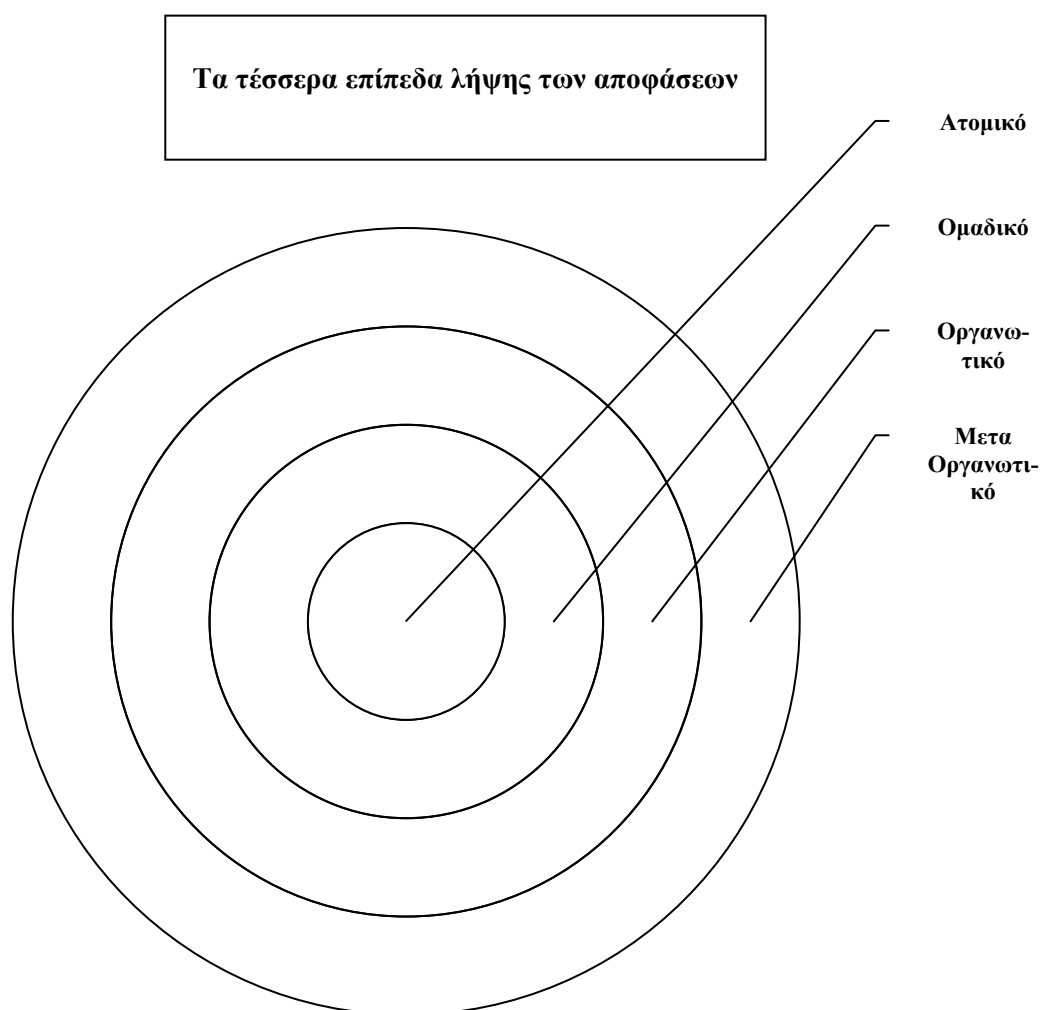 Τα τέσσερα επίπεδα λήψης των αποφάσεων
Ατομικό
Ομαδικό
Οργανω-
τικό
Μετα
Οργανωτι-
κό